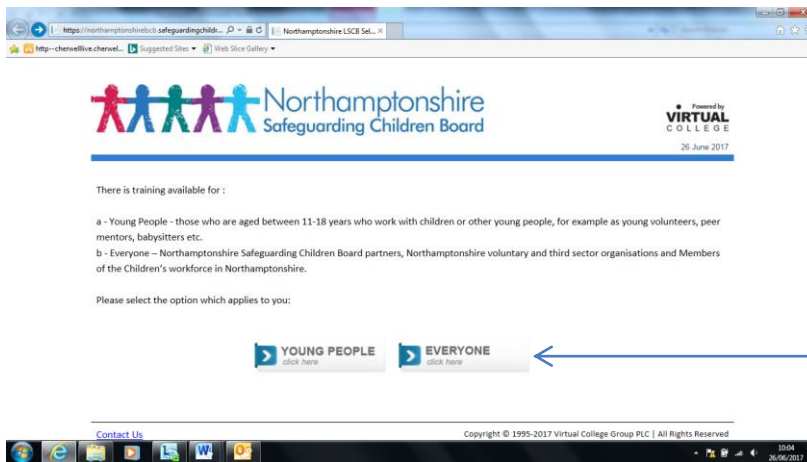 https://northamptonshirelscb.safeguardingchildr...
Northamptonshire LSCB Sel...
http--cherwelllive.cherwel...
Suggested Sites
Web Slice Gallery
Northamptonshire
Safeguarding Children Board
Powered by
VIRTUAL
COLLEGE
26 June 2017
There is training available for :
a - Young People - those who are aged between 11-18 years who work with children or other young people, for example as young volunteers, peer
mentors, babysitters etc.
b - Everyone – Northamptonshire Safeguarding Children Board partners, Northamptonshire voluntary and third sector organisations and Members
of the Children's workforce in Northamptonshire.
Please select the option which applies to you:
YOUNG PEOPLE
click here
EVERYONE
click here
Contact Us
Copyright © 1995-2017 Virtual College Group PLC | All Rights Reserved
10:04
26/06/2017